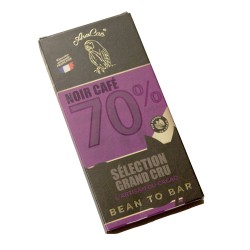 NOIR CAFÉ
70%
SÉLECTION
GRAND CRU
BEAN TO BAR